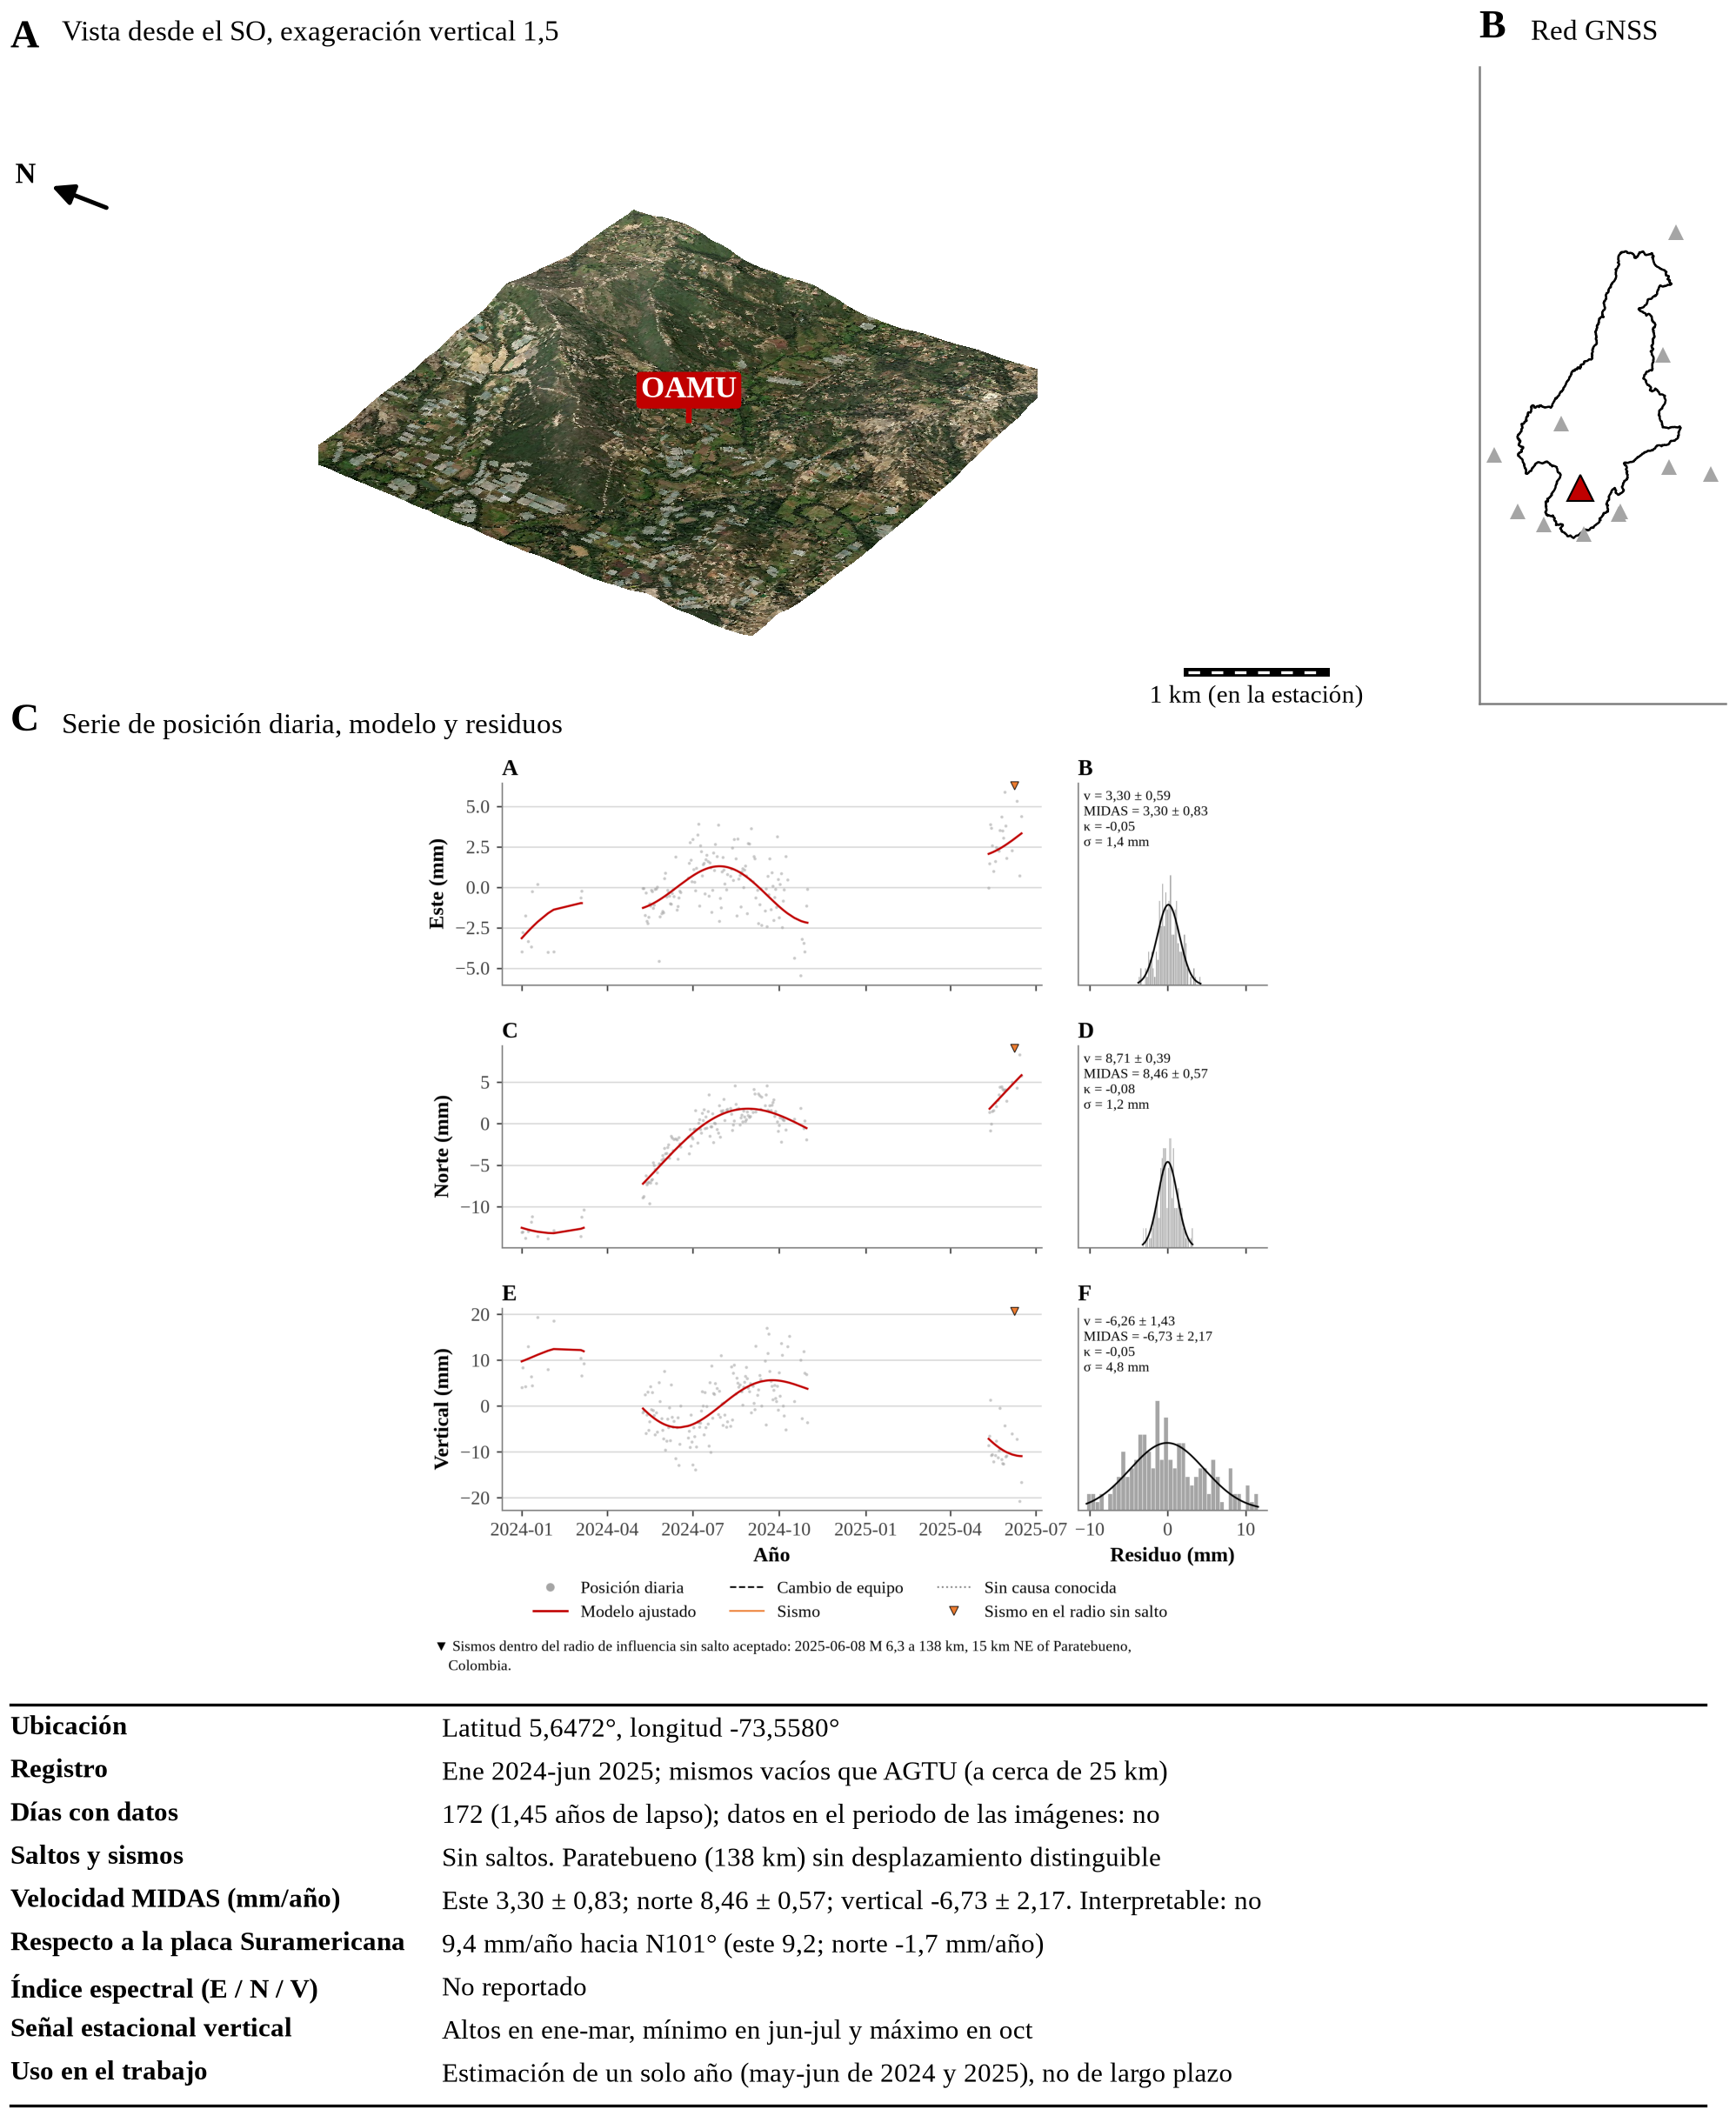 A Vista desde el SO, exageración vertical 1,5
B Red GNSS
N
OAMU
1 km (en la estación)
C Serie de posición diaria, modelo y residuos
A
Este (mm)
5.0
2.5
0.0
−2.5
−5.0
B
v = 3,30 ± 0,59
MIDAS = 3,30 ± 0,83
κ = -0,05
σ = 1,4 mm
C
Norte (mm)
5
0
−5
−10
D
v = 8,71 ± 0,39
MIDAS = 8,46 ± 0,57
κ = -0,08
σ = 1,2 mm
E
Vertical (mm)
20
10
0
−10
−20
2024-01 2024-04 2024-07 2024-10 2025-01 2025-04 2025-07
Año
F
v = -6,26 ± 1,43
MIDAS = -6,73 ± 2,17
κ = -0,05
σ = 4,8 mm
−10 0 10
Residuo (mm)
Posición diaria Cambio de equipo Sin causa conocida
Modelo ajustado Sismo Sismo en el radio sin salto
▼ Sismos dentro del radio de influencia sin salto aceptado: 2025-06-08 M 6,3 a 138 km, 15 km NE of Paratebueno,
Colombia.
Ubicación Latitud 5,6472°, longitud -73,5580°
Registro Ene 2024-jun 2025; mismos vacíos que AGTU (a cerca de 25 km)
Días con datos 172 (1,45 años de lapso); datos en el periodo de las imágenes: no
Saltos y sismos Sin saltos. Paratebueno (138 km) sin desplazamiento distinguible
Velocidad MIDAS (mm/año) Este 3,30 ± 0,83; norte 8,46 ± 0,57; vertical -6,73 ± 2,17. Interpretable: no
Respecto a la placa Suramericana 9,4 mm/año hacia N101° (este 9,2; norte -1,7 mm/año)
Índice espectral (E / N / V) No reportado
Señal estacional vertical Altos en ene-mar, mínimo en jun-jul y máximo en oct
Uso en el trabajo Estimación de un solo año (may-jun de 2024 y 2025), no de largo plazo